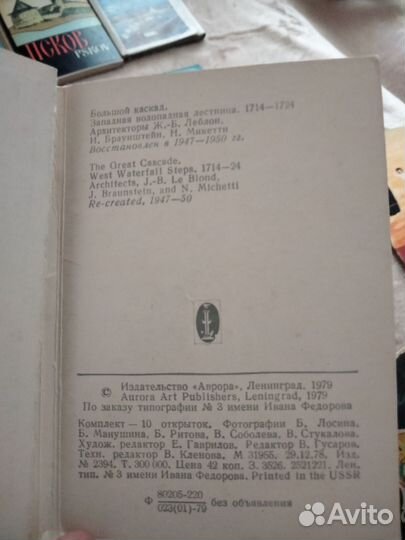 ПСКОВ
PSKOV
Большой каскад.
Западная водопадная лестница. 1714—1724
Архитекторы Ж.-Б. Леблон,
И. Браунштейн, Н. Микетти
Восстановлен в 1947—1950 гг.
The Great Cascade.
West Waterfall Steps. 1714—24
Architects, J.-B. Le Blond,
J. Braunstein, and N. Michetti
Re-created, 1947—50
© Издательство «Аврора», Ленинград, 1979
Aurora Art Publishers, Leningrad, 1979
По заказу типографии № 3 имени Ивана Федорова
Комплект — 10 открыток. Фотографии Б. Лосина,
Б. Манушина, Б. Ритова, В. Соболева, В. Стукалова.
Худож. редактор Е. Гаврилов. Редактор В. Гусаров.
Техн. редактор В. Кленова. М 31955. 29.12.78. Изд.
№ 2394. Т. 300 000. Цена 42 коп. З. 3526. 2521221. Лен.
тип. № 3 имени Ивана Федорова. Printed in the USSR
Ф 80205-220 / 023(01)-79 без объявления
Avito